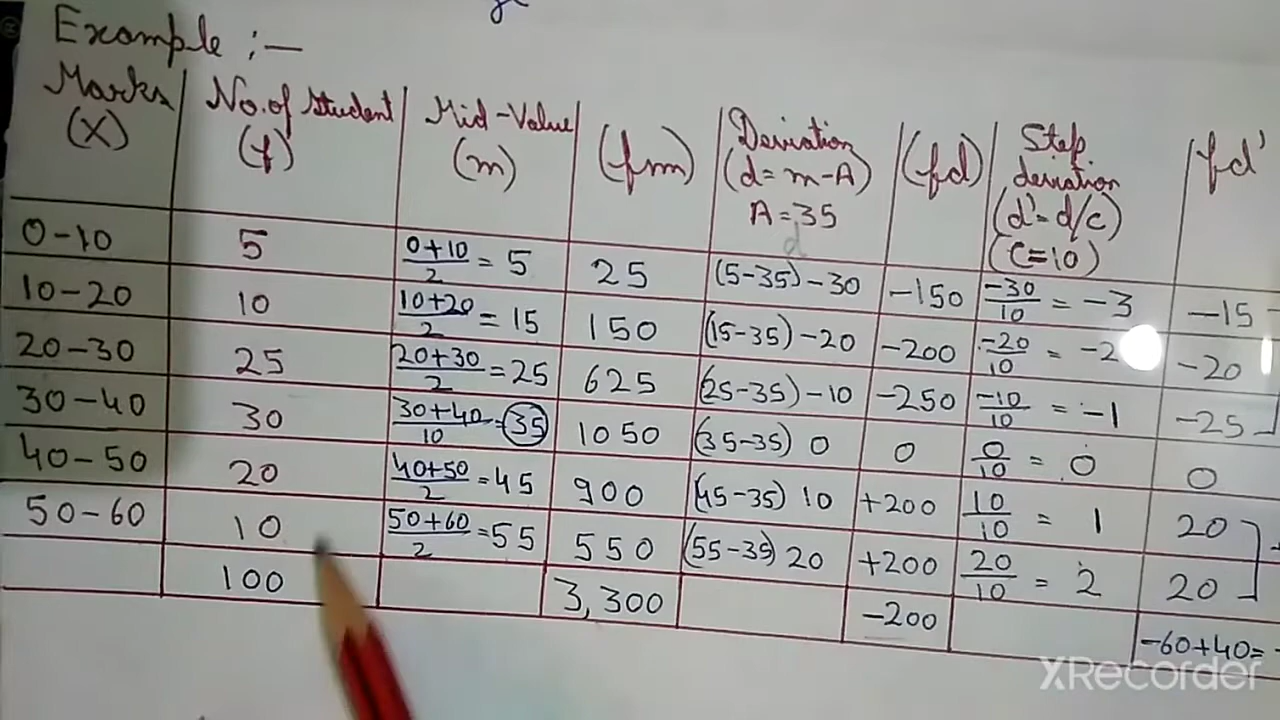 Example :—
Marks (X) | No. of Student (f) | Mid-Value (m) | (fm) | Deviation (d = m-A) A = 35 | (fd) | Step deviation (d' = d/c) (C = 10) | fd'
0-10 | 5 | 0+10/2 = 5 | 25 | (5-35) -30 | -150 | -30/10 = -3 | -15
10-20 | 10 | 10+20/2 = 15 | 150 | (15-35) -20 | -200 | -20/10 = -2 | -20
20-30 | 25 | 20+30/2 = 25 | 625 | (25-35) -10 | -250 | -10/10 = -1 | -25
30-40 | 30 | 30+40/10 = 35 | 1050 | (35-35) 0 | 0 | 0/10 = 0 | 0
40-50 | 20 | 40+50/2 = 45 | 900 | (45-35) 10 | +200 | 10/10 = 1 | 20
50-60 | 10 | 50+60/2 = 55 | 550 | (55-35) 20 | +200 | 20/10 = 2 | 20
100 | 3,300 | -200 | -60+40=-
XRecorder